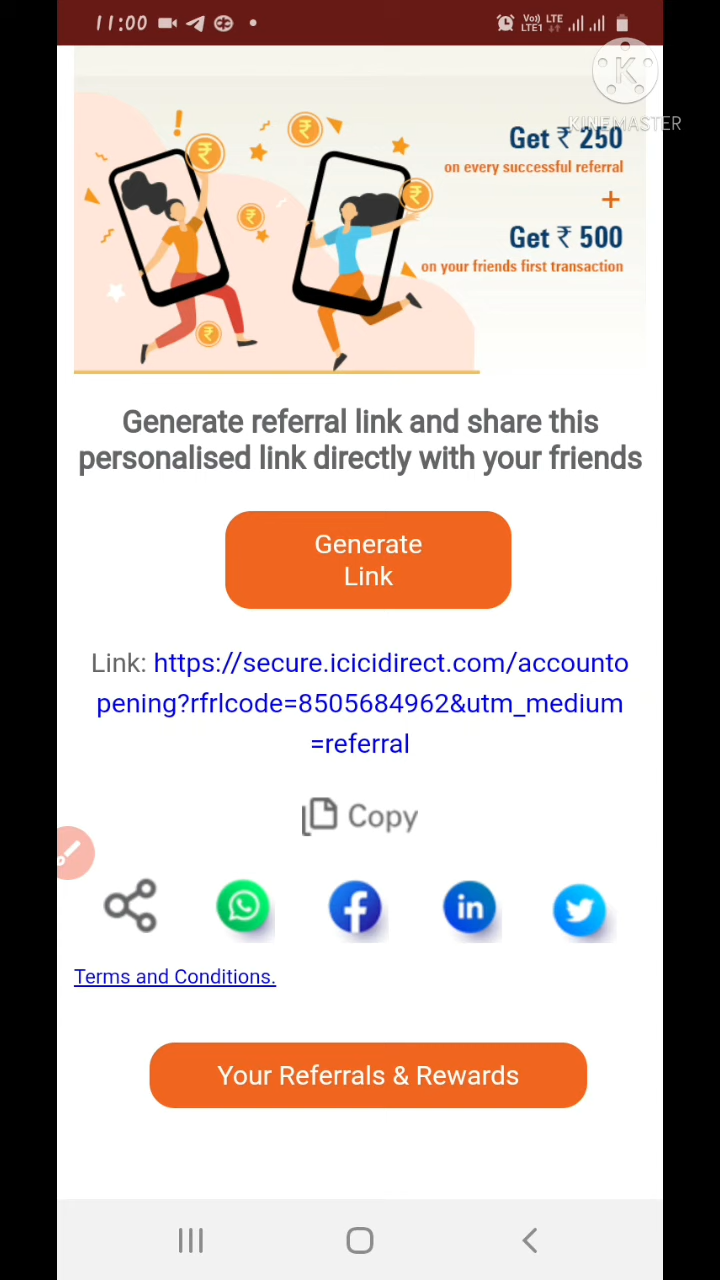 11:00
Vo) LTE
LTE1
KINEMASTER
Get ₹ 250
on every successful referral
+
Get ₹ 500
on your friends first transaction
Generate referral link and share this
personalised link directly with your friends
Generate
Link
Link: https://secure.icicidirect.com/accounto
pening?rfrlcode=8505684962&utm_medium
=referral
Copy
Terms and Conditions.
Your Referrals & Rewards